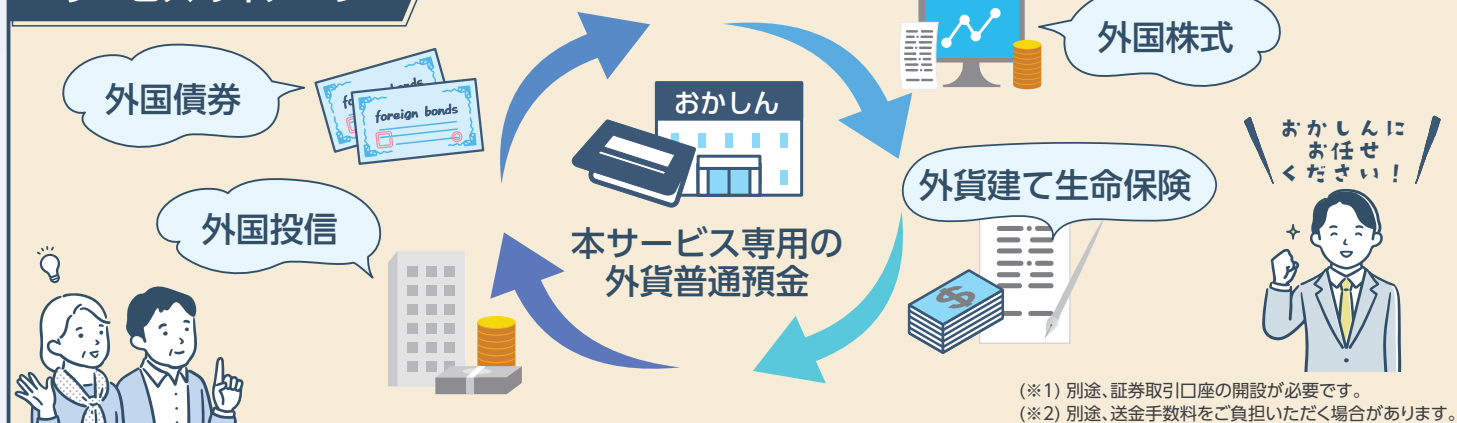 外国株式
外国債券
foreign bonds
おかしん
おかしんに
お任せ
ください！
外貨建て生命保険
外国投信
本サービス専用の
外貨普通預金
$
(※1) 別途、証券取引口座の開設が必要です。
(※2) 別途、送金手数料をご負担いただく場合があります。